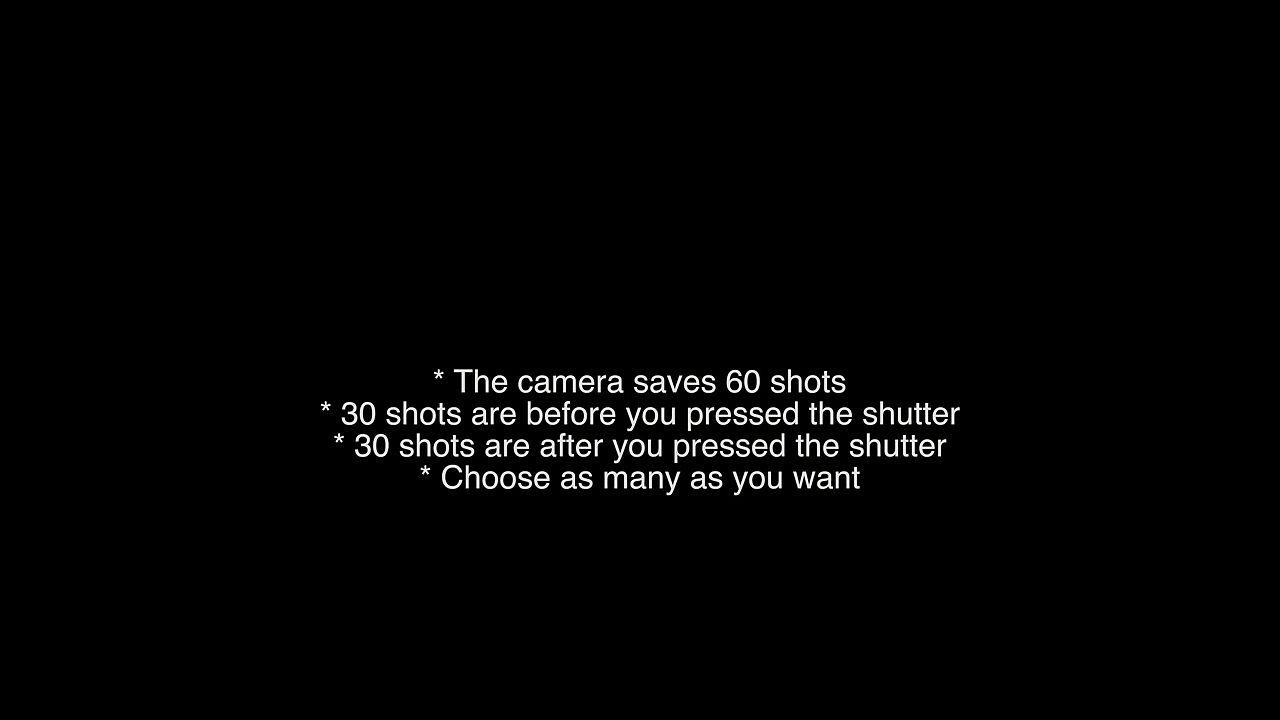 * The camera saves 60 shots
* 30 shots are before you pressed the shutter
* 30 shots are after you pressed the shutter
* Choose as many as you want